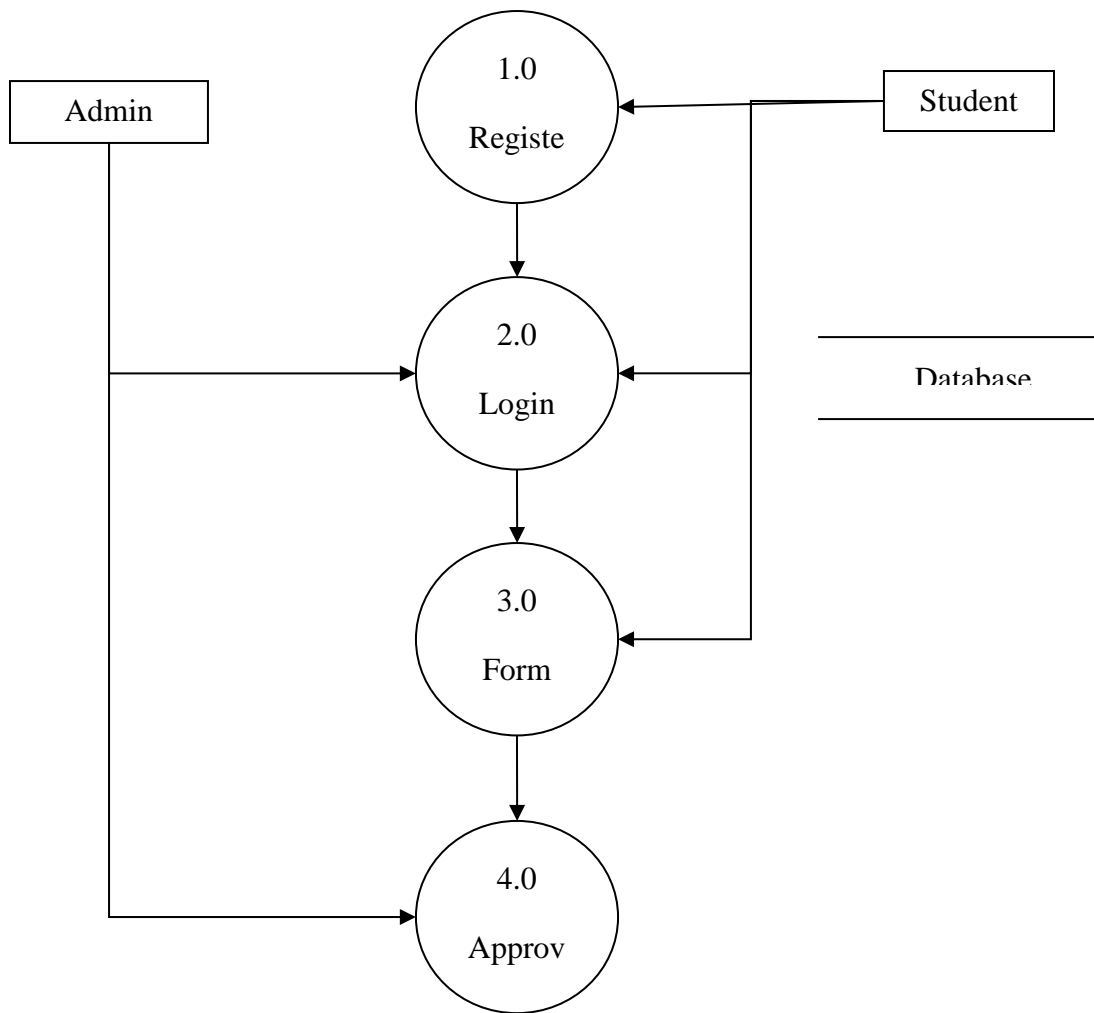 1.0
Registe
Admin
Student
2.0
Login
Database
3.0
Form
4.0
Approv